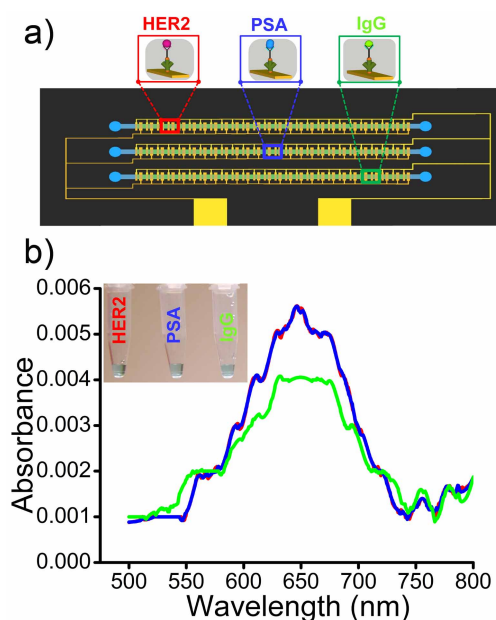 a)
HER2 PSA IgG
b)
0.006
0.005
0.004
0.003
0.002
0.001
0.000
Absorbance
HER2
PSA
IgG
500 550 600 650 700 750 800
Wavelength (nm)